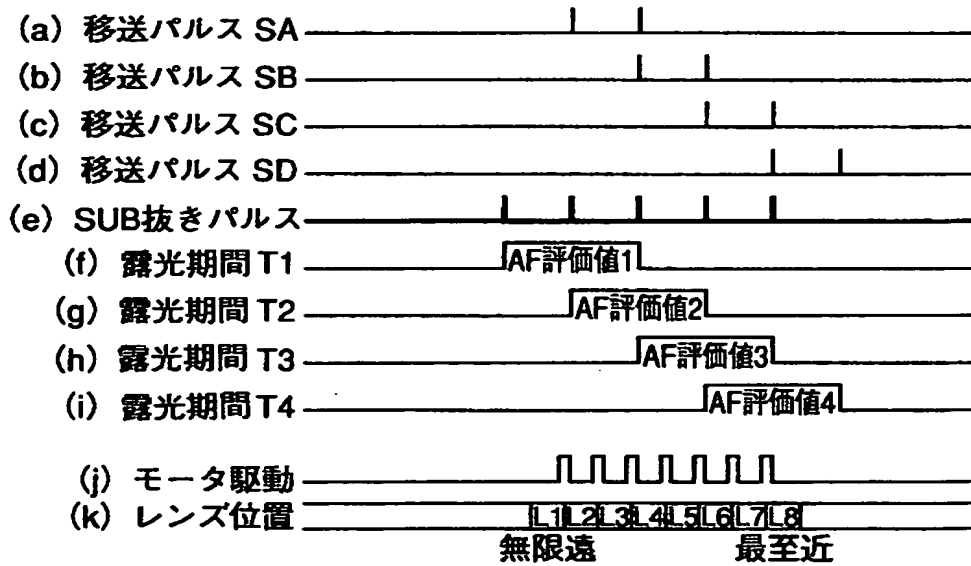 (a) 移送パルス SA
(b) 移送パルス SB
(c) 移送パルス SC
(d) 移送パルス SD
(e) SUB抜きパルス
(f) 露光期間 T1 AF評価値1
(g) 露光期間 T2 AF評価値2
(h) 露光期間 T3 AF評価値3
(i) 露光期間 T4 AF評価値4
(j) モータ駆動
(k) レンズ位置 L1 L2 L3 L4 L5 L6 L7 L8
無限遠 最至近